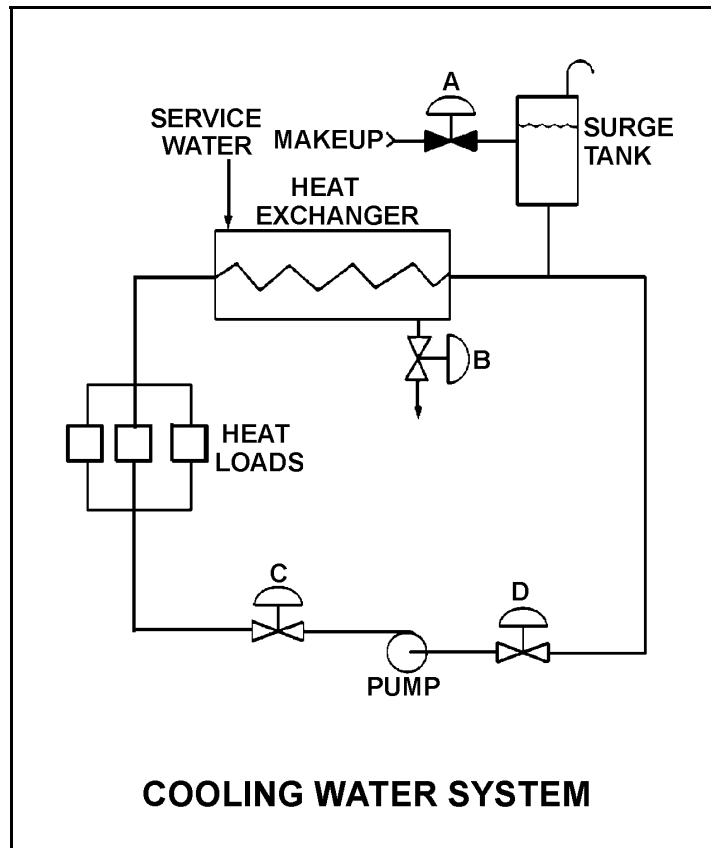 A
SERVICE
WATER
MAKEUP
SURGE
TANK
HEAT
EXCHANGER
B
HEAT
LOADS
C
D
PUMP
COOLING WATER SYSTEM